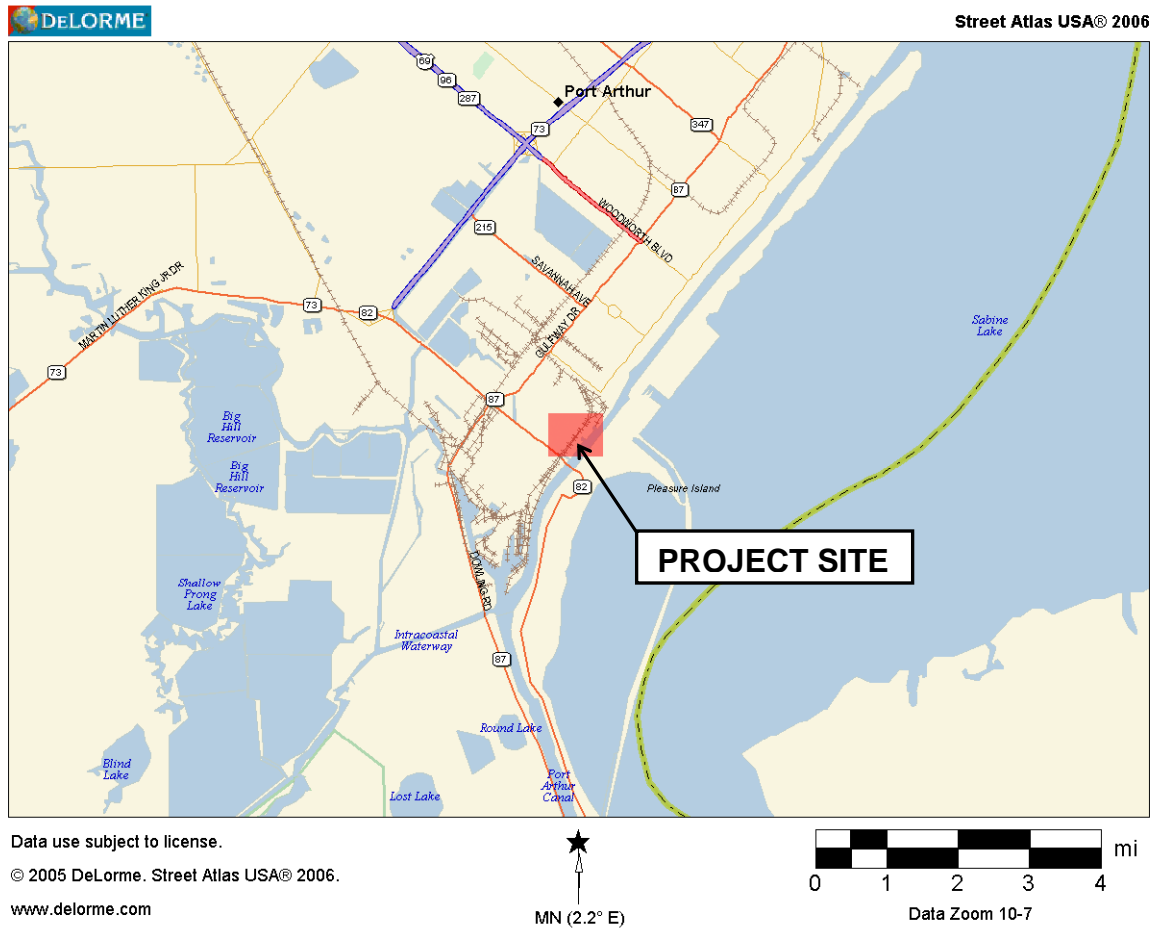 DELORME
Street Atlas USA® 2006
69
96
287
Port Arthur
73
347
87
215
WOODWORTH BLVD
SAVANNAH AVE
GULFWAY DR
MARTIN LUTHER KING JR DR
73
82
73
Sabine
Lake
87
Big
Hill
Reservoir
Big
Hill
Reservoir
82
Pleasure Island
PROJECT SITE
DOWLING RD
Shallow
Prong
Lake
Intracoastal
Waterway
87
Round Lake
Blind
Lake
Lost Lake
Port
Arthur
Canal
Data use subject to license.
© 2005 DeLorme. Street Atlas USA® 2006.
www.delorme.com
MN (2.2° E)
mi
0 1 2 3 4
Data Zoom 10-7